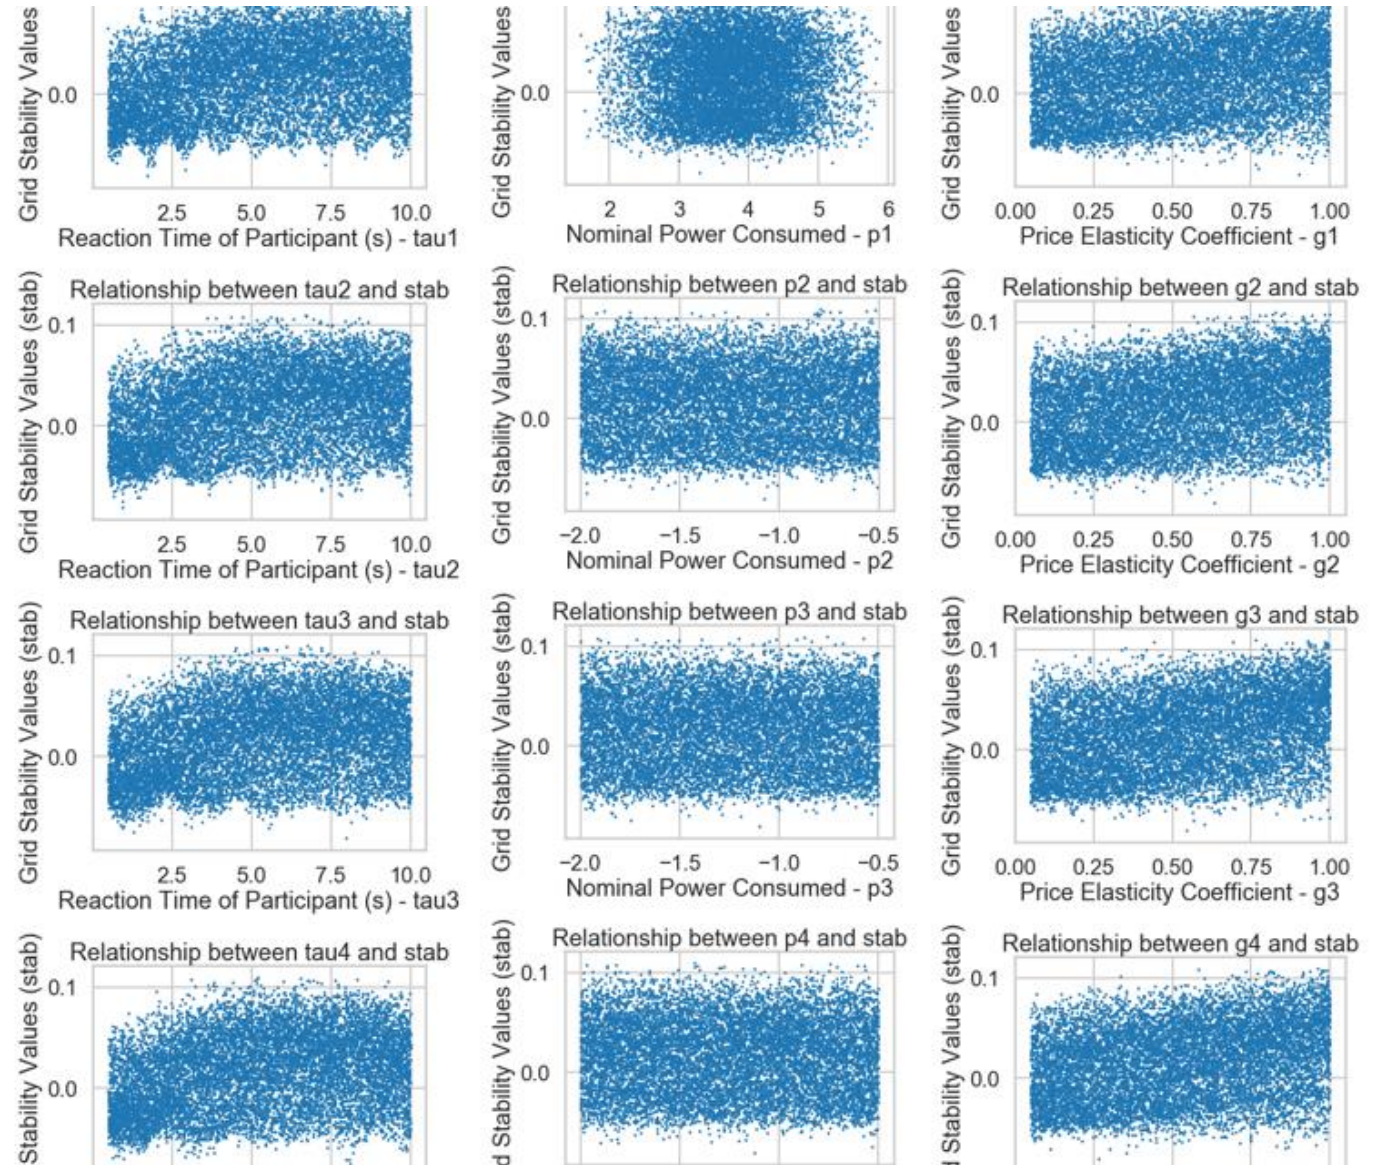 Grid Stability Values
0.0
2.5 5.0 7.5 10.0
Reaction Time of Participant (s) - tau1
Grid Stability Values
0.0
2 3 4 5 6
Nominal Power Consumed - p1
Grid Stability Values
0.0
0.00 0.25 0.50 0.75 1.00
Price Elasticity Coefficient - g1
Relationship between tau2 and stab
Grid Stability Values (stab)
0.1
0.0
2.5 5.0 7.5 10.0
Reaction Time of Participant (s) - tau2
Relationship between p2 and stab
Grid Stability Values (stab)
0.1
0.0
−2.0 −1.5 −1.0 −0.5
Nominal Power Consumed - p2
Relationship between g2 and stab
Grid Stability Values (stab)
0.1
0.0
0.00 0.25 0.50 0.75 1.00
Price Elasticity Coefficient - g2
Relationship between tau3 and stab
Grid Stability Values (stab)
0.1
0.0
2.5 5.0 7.5 10.0
Reaction Time of Participant (s) - tau3
Relationship between p3 and stab
Grid Stability Values (stab)
0.1
0.0
−2.0 −1.5 −1.0 −0.5
Nominal Power Consumed - p3
Relationship between g3 and stab
Grid Stability Values (stab)
0.1
0.0
0.00 0.25 0.50 0.75 1.00
Price Elasticity Coefficient - g3
Relationship between tau4 and stab
Stability Values (stab)
0.1
0.0
Relationship between p4 and stab
d Stability Values (stab)
0.1
0.0
Relationship between g4 and stab
d Stability Values (stab)
0.1
0.0